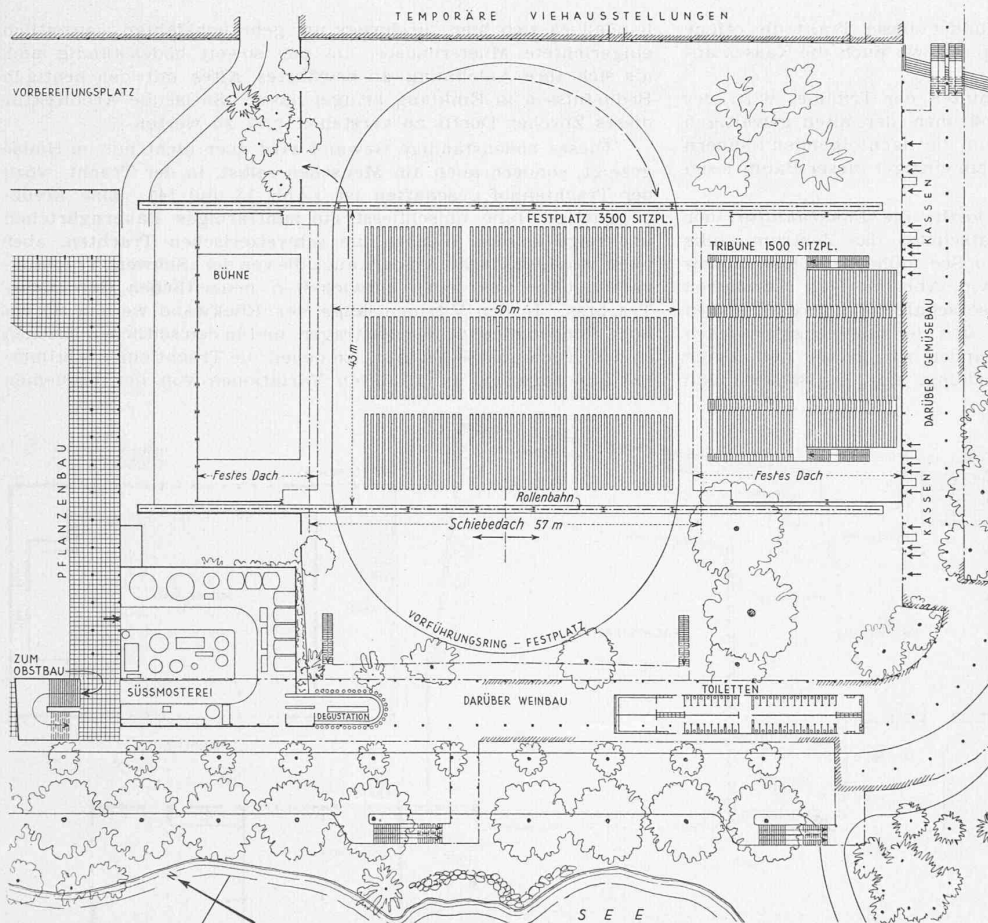 TEMPORÄRE VIEHAUSSTELLUNGEN
VORBEREITUNGSPLATZ
FESTPLATZ 3500 SITZPL.
TRIBÜNE 1500 SITZPL.
BÜHNE
50 m
43 m
KASSEN
DARÜBER GEMÜSEBAU
KASSEN
Festes Dach
Festes Dach
Rollenbahn
Schiebedach 57 m
PFLANZENBAU
VORFÜHRUNGSRING - FESTPLATZ
ZUM
OBSTBAU
SÜSSMOSTEREI
DEGUSTATION
DARÜBER WEINBAU
TOILETTEN
N
SEE